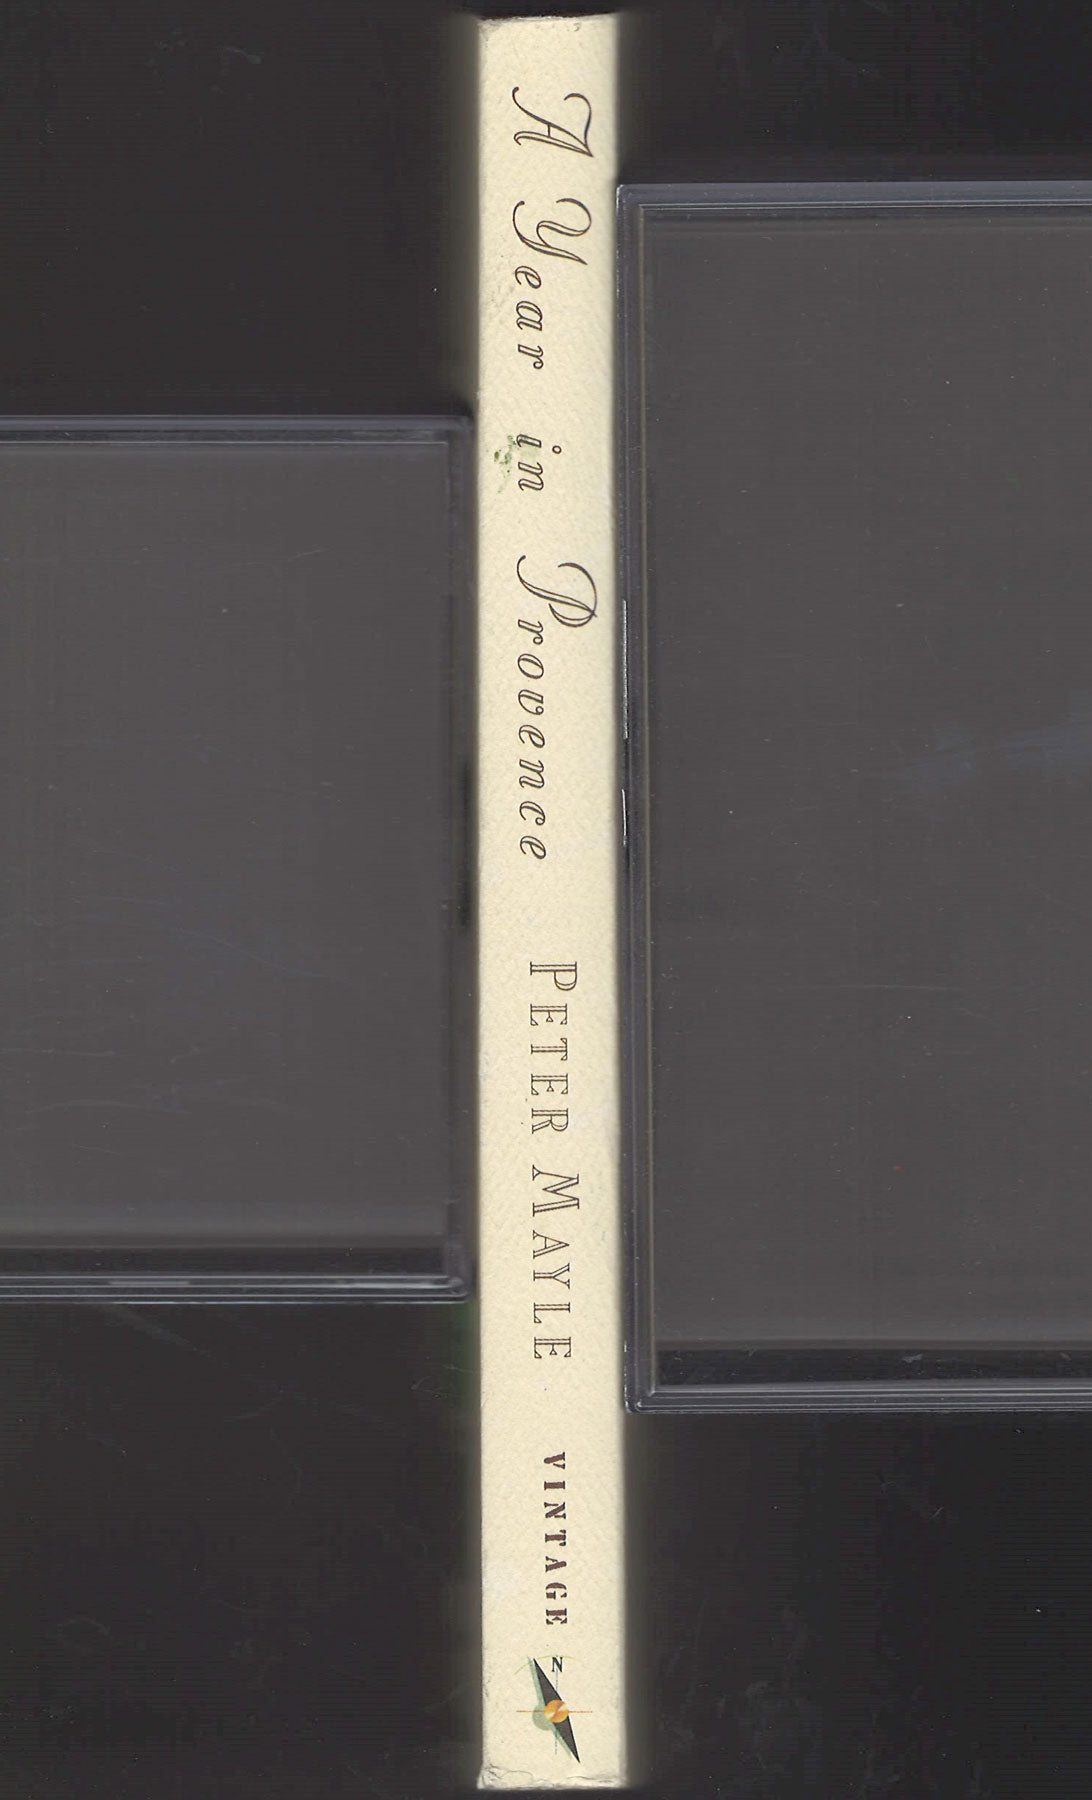 A Year in Provence
PETER MAYLE
VINTAGE
N